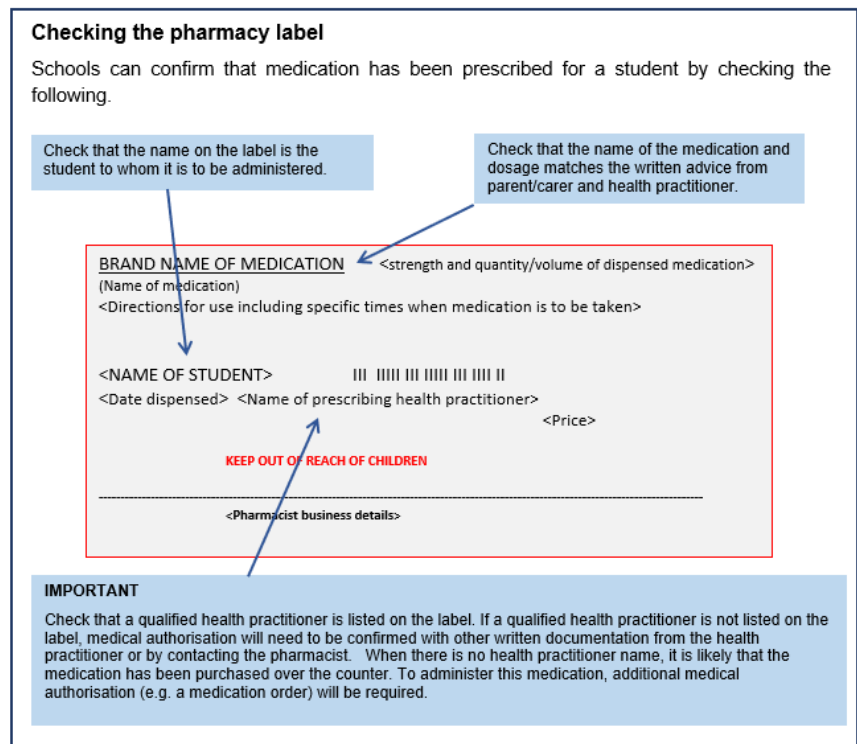 Checking the pharmacy label
Schools can confirm that medication has been prescribed for a student by checking the
following.
Check that the name on the label is the
student to whom it is to be administered.
Check that the name of the medication and
dosage matches the written advice from
parent/carer and health practitioner.
BRAND NAME OF MEDICATION <strength and quantity/volume of dispensed medication>
(Name of medication)
<Directions for use including specific times when medication is to be taken>
<NAME OF STUDENT> III IIIII III IIIII III IIII II
<Date dispensed> <Name of prescribing health practitioner>
<Price>
KEEP OUT OF REACH OF CHILDREN
<Pharmacist business details>
IMPORTANT
Check that a qualified health practitioner is listed on the label. If a qualified health practitioner is not listed on the
label, medical authorisation will need to be confirmed with other written documentation from the health
practitioner or by contacting the pharmacist. When there is no health practitioner name, it is likely that the
medication has been purchased over the counter. To administer this medication, additional medical
authorisation (e.g. a medication order) will be required.